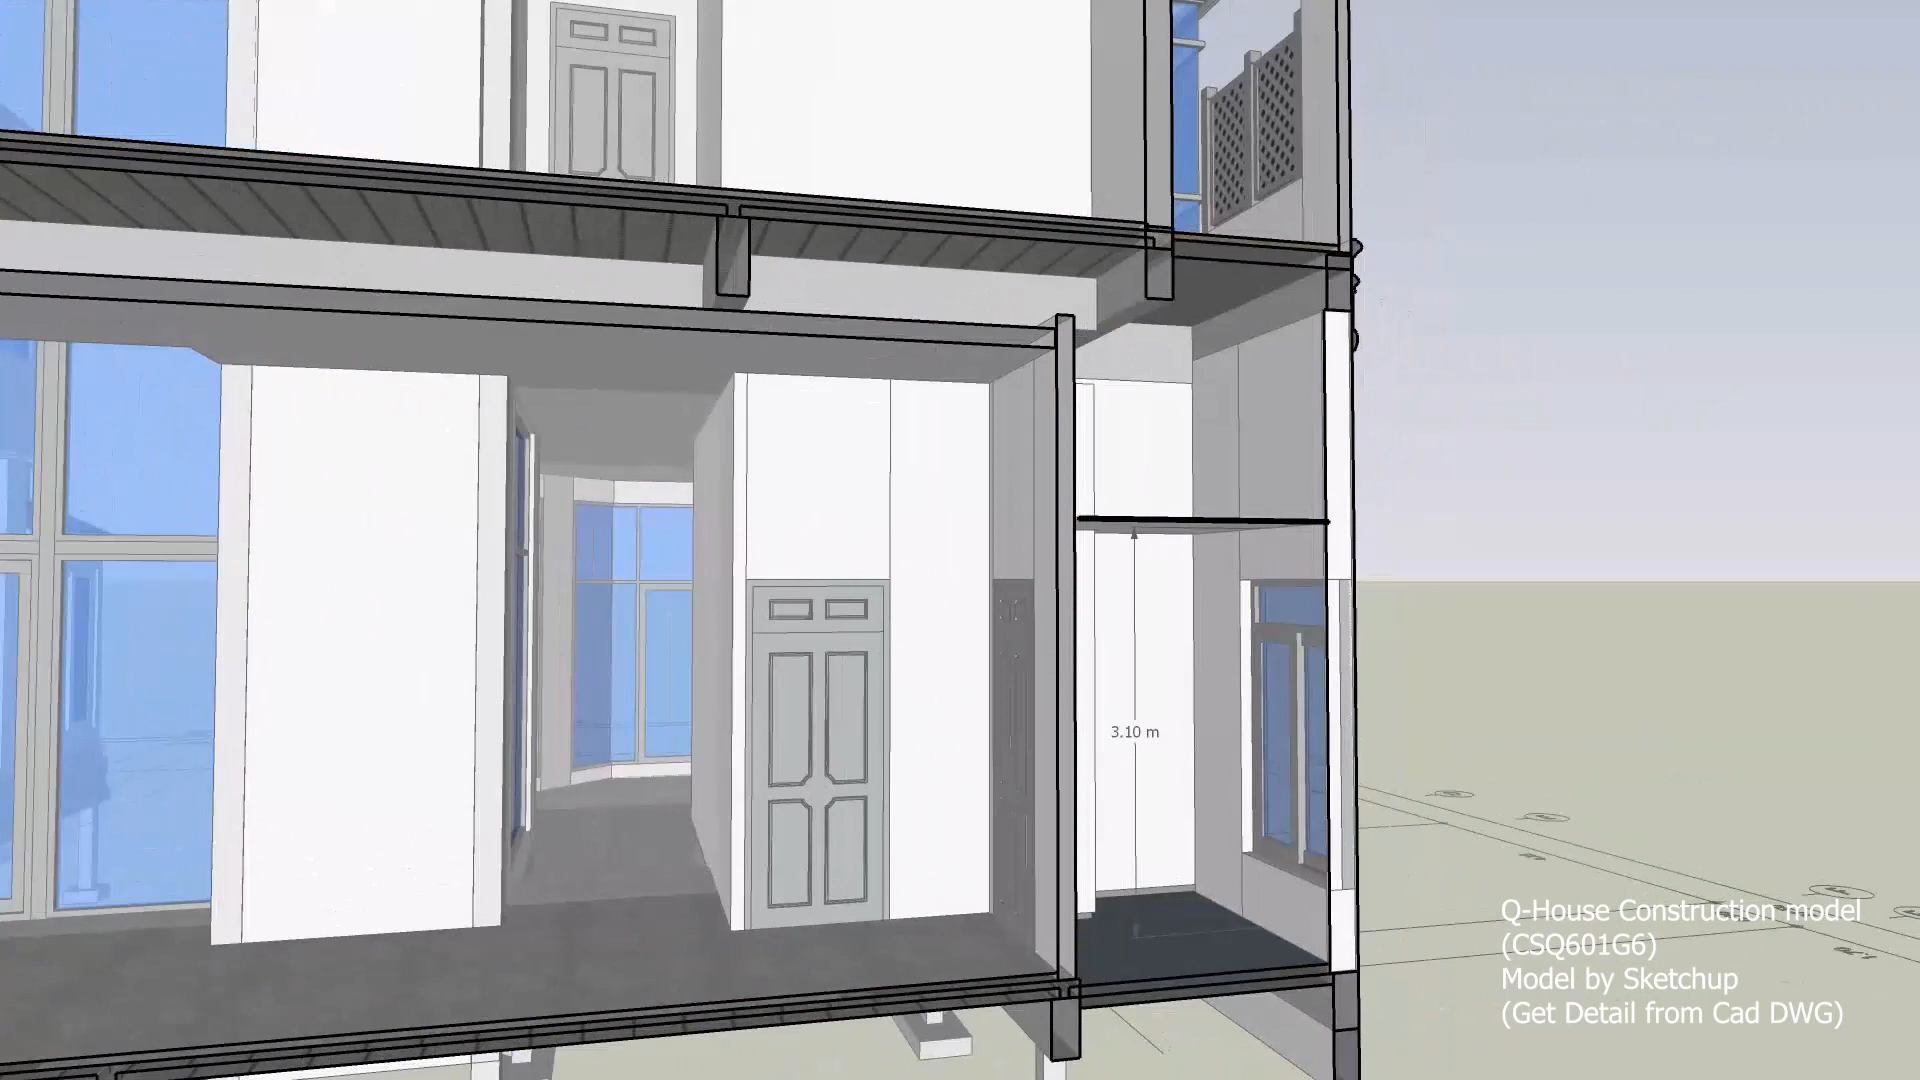 3.10 m
Q-House Construction model
(CSQ601G6)
Model by Sketchup
(Get Detail from Cad DWG)